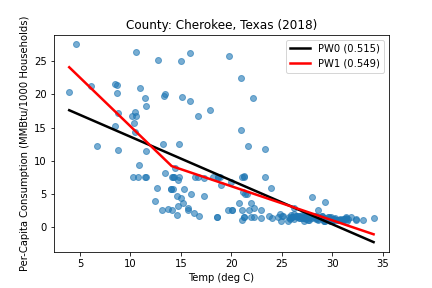 County: Cherokee, Texas (2018)
PW0 (0.515)
PW1 (0.549)
Per-Capita Consumption (MMBtu/1000 Households)
25
20
15
10
5
0
5 10 15 20 25 30 35
Temp (deg C)